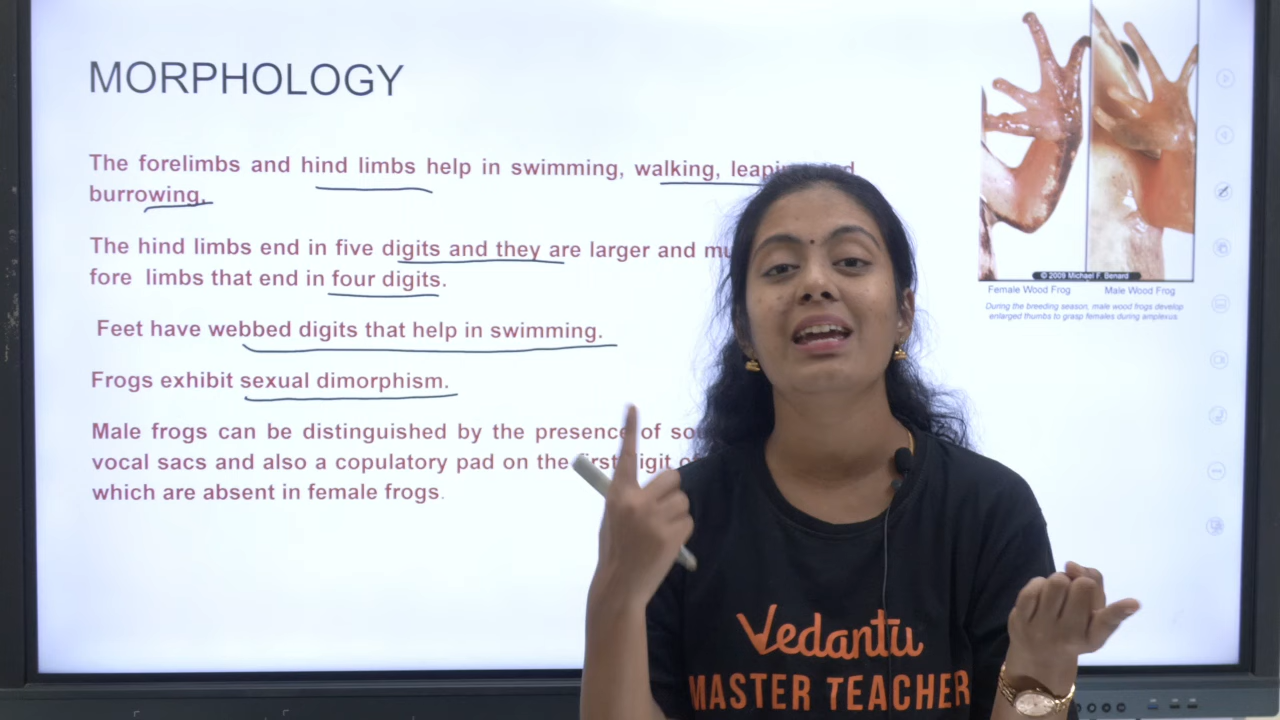 MORPHOLOGY
The forelimbs and hind limbs help in swimming, walking,
burrowing.
The hind limbs end in five digits and they are larger and
fore limbs that end in four digits.
Feet have webbed digits that help in swimming.
Frogs exhibit sexual dimorphism.
Male frogs can be distinguished by the presence of
vocal sacs and also a copulatory pad on the
which are absent in female frogs.
© 2009 Michael F. Benard
Female Wood Frog Male Wood Frog
During the breeding season, male wood frogs develop
enlarged thumbs to grasp females during amplexus.
Vedantu
MASTER TEACHER